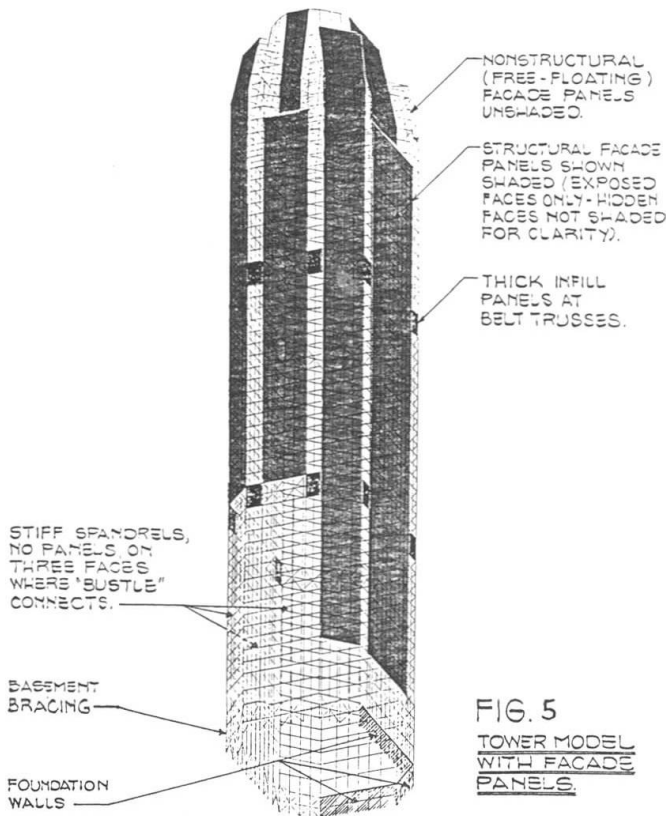 NONSTRUCTURAL
(FREE-FLOATING)
FACADE PANELS
UNSHADED.
STRUCTURAL FACADE
PANELS SHOWN
SHADED (EXPOSED
FACES ONLY-HIDDEN
FACES NOT SHADED
FOR CLARITY).
THICK INFILL
PANELS AT
BELT TRUSSES.
STIFF SPANDRELS,
NO PANELS, ON
THREE FACES
WHERE "BUSTLE"
CONNECTS.
BASEMENT
BRACING
FOUNDATION
WALLS
FIG. 5
TOWER MODEL
WITH FACADE
PANELS.